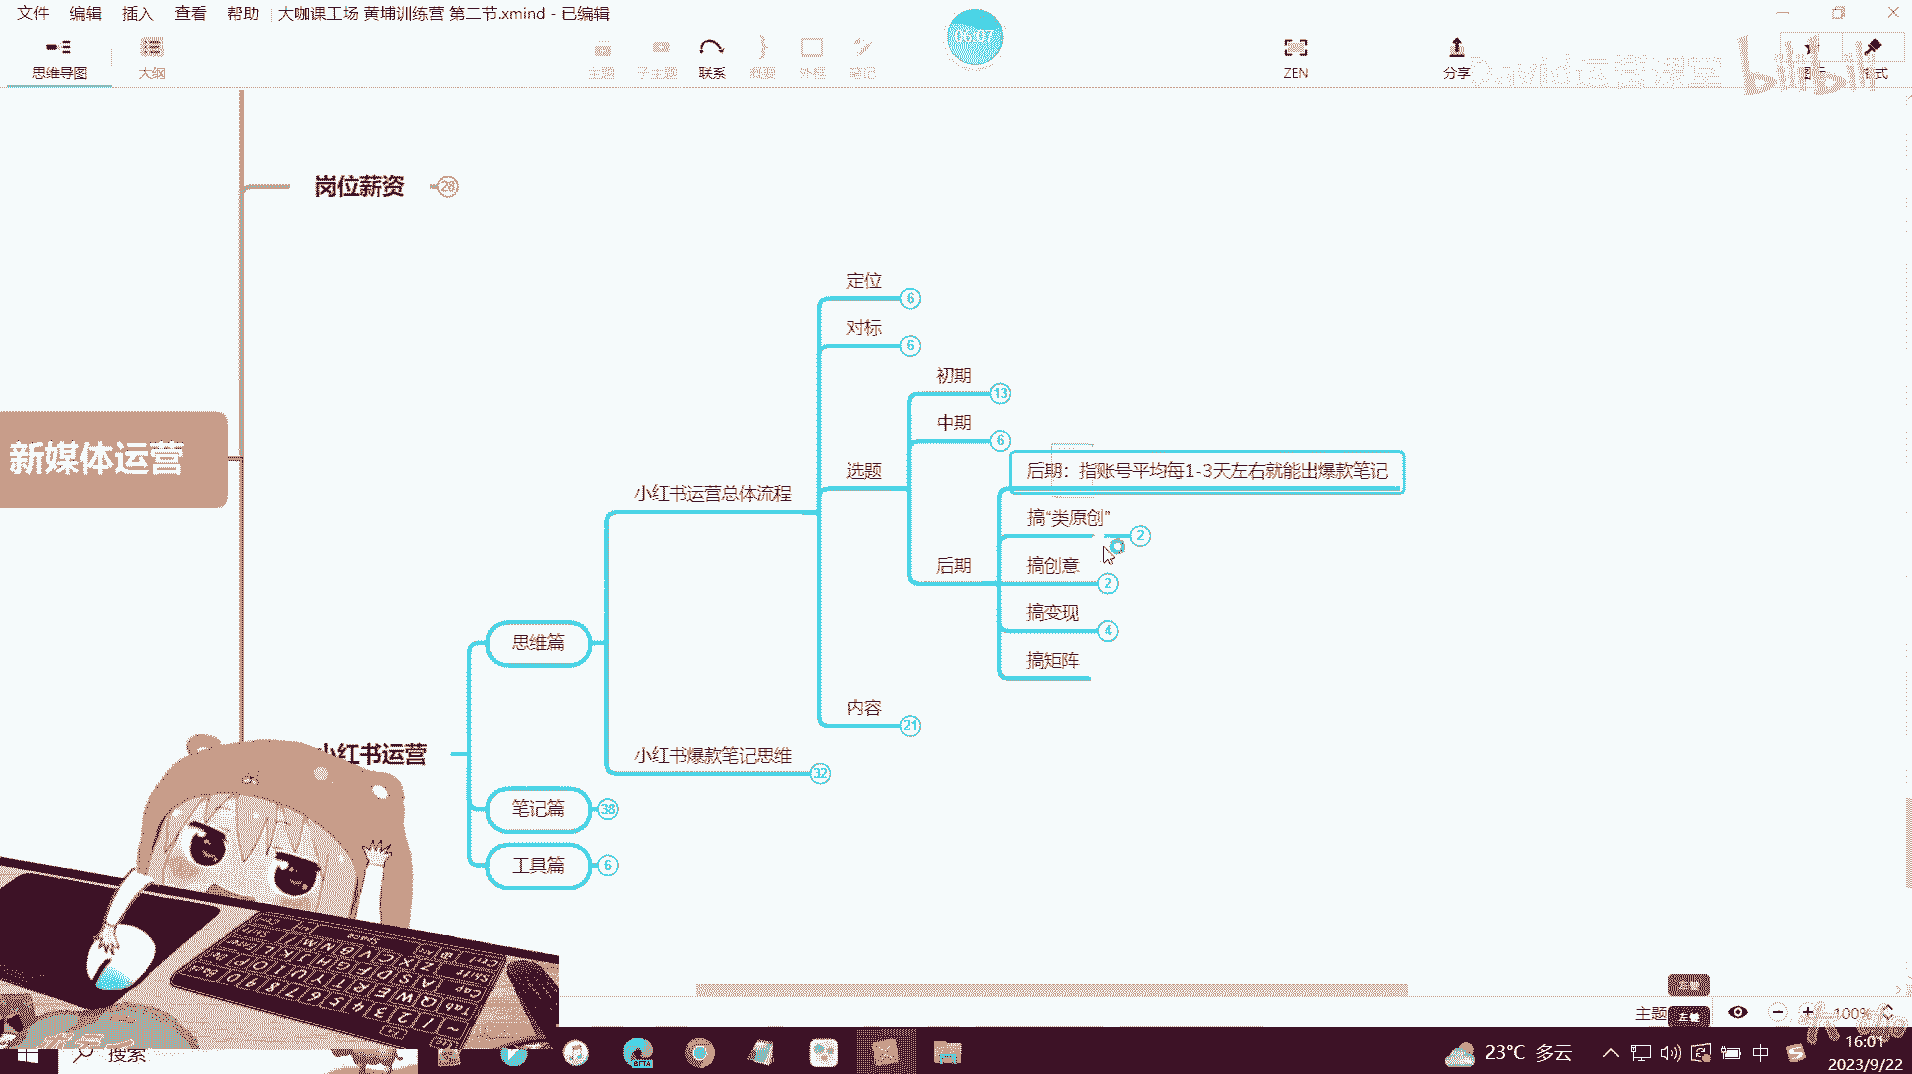 文件 编辑 插入 查看 帮助 大咖课工场 黄埔训练营 第二节.xmind - 已编辑
思维导图 大纲 主题 子主题 联系 概要 外框 笔记 06:07 ZEN 分享
bilibili
岗位薪资 28
定位 6
对标 6
初期 13
中期 6
新媒体运营
选题
后期：指账号平均每1-3天左右就能出爆款笔记
小红书运营总体流程
搞“类原创” 2
后期
搞创意 2
搞变现 4
思维篇
搞矩阵
内容 21
小红书运营
小红书爆款笔记思维 32
笔记篇 38
工具篇 6
主题
左键
100%
搜索
BETA
23°C 多云
中
16:01
2023/9/22